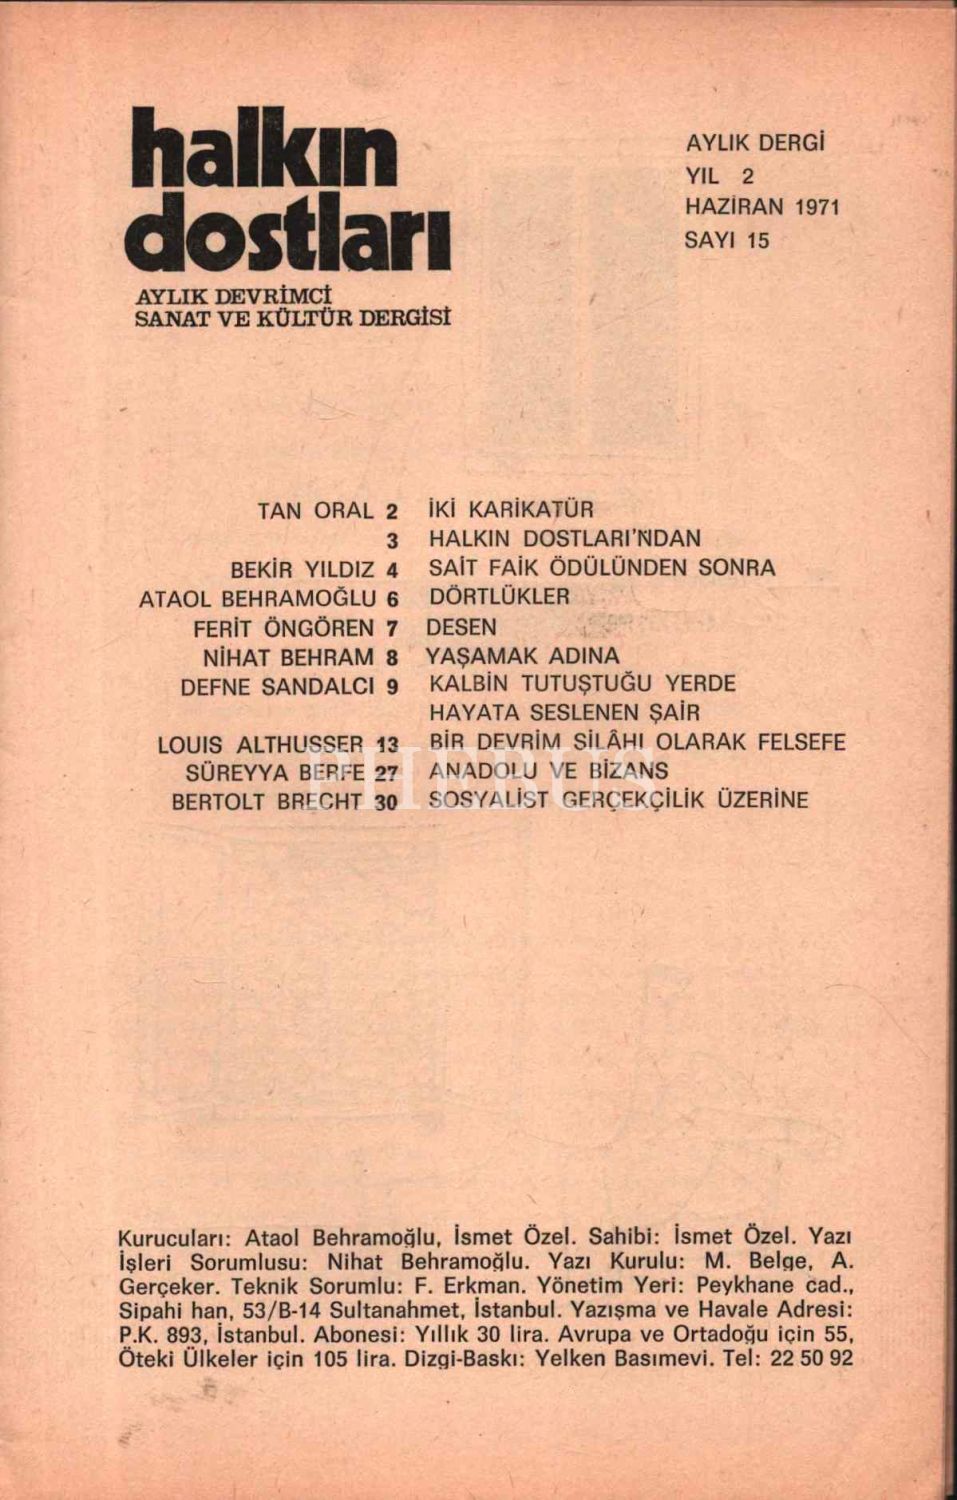 halkın
dostları
AYLIK DEVRİMCİ
SANAT VE KÜLTÜR DERGİSİ
AYLIK DERGİ
YIL 2
HAZİRAN 1971
SAYI 15
TAN ORAL 2 İKİ KARİKATÜR
3 HALKIN DOSTLARI'NDAN
BEKİR YILDIZ 4 SAİT FAİK ÖDÜLÜNDEN SONRA
ATAOL BEHRAMOĞLU 6 DÖRTLÜKLER
FERİT ÖNGÖREN 7 DESEN
NİHAT BEHRAM 8 YAŞAMAK ADINA
DEFNE SANDALCI 9 KALBİN TUTUŞTUĞU YERDE
HAYATA SESLENEN ŞAİR
LOUIS ALTHUSSER 13 BİR DEVRİM SİLÂHI OLARAK FELSEFE
SÜREYYA BERFE 27 ANADOLU VE BİZANS
BERTOLT BRECHT 30 SOSYALİST GERÇEKÇİLİK ÜZERİNE
PHEBUS
Kurucuları: Ataol Behramoğlu, İsmet Özel. Sahibi: İsmet Özel. Yazı
İşleri Sorumlusu: Nihat Behramoğlu. Yazı Kurulu: M. Belge, A.
Gerçeker. Teknik Sorumlu: F. Erkman. Yönetim Yeri: Peykhane cad.,
Sipahi han, 53/B-14 Sultanahmet, İstanbul. Yazışma ve Havale Adresi:
P.K. 893, İstanbul. Abonesi: Yıllık 30 lira. Avrupa ve Ortadoğu için 55,
Öteki Ülkeler için 105 lira. Dizgi-Baskı: Yelken Basımevi. Tel: 22 50 92